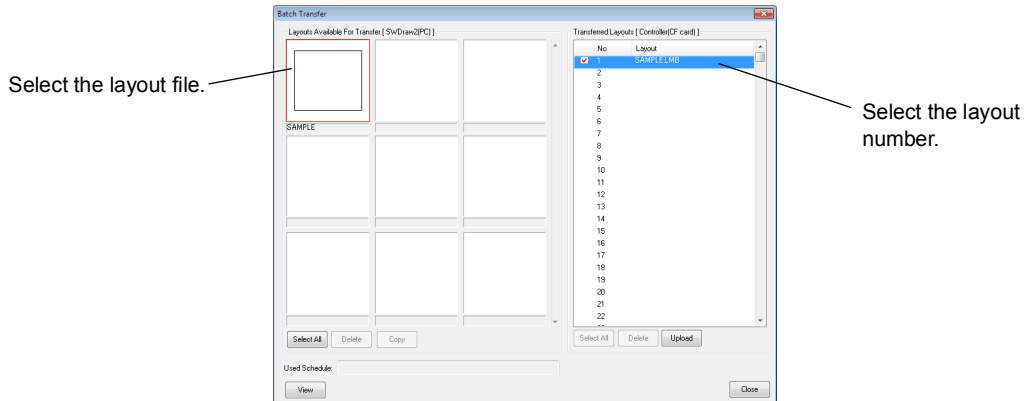 Batch Transfer
Layouts Available For Transfer [ SWDraw2(PC) ]
Transferred Layouts [ Controller(CF card) ]
No Layout
1 SAMPLE.LMB
2
3
4
5
6
7
8
9
10
11
12
13
14
15
16
17
18
19
20
21
22
SAMPLE
Select the layout file.
Select the layout
number.
Select All Delete Copy
Select All Delete Upload
Used Schedule:
View
Close